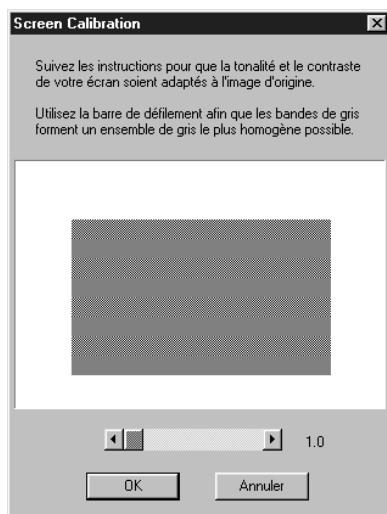 Screen Calibration
Suivez les instructions pour que la tonalité et le contraste
de votre écran soient adaptés à l'image d'origine.
Utilisez la barre de défilement afin que les bandes de gris
forment un ensemble de gris le plus homogène possible.
1.0
OK
Annuler